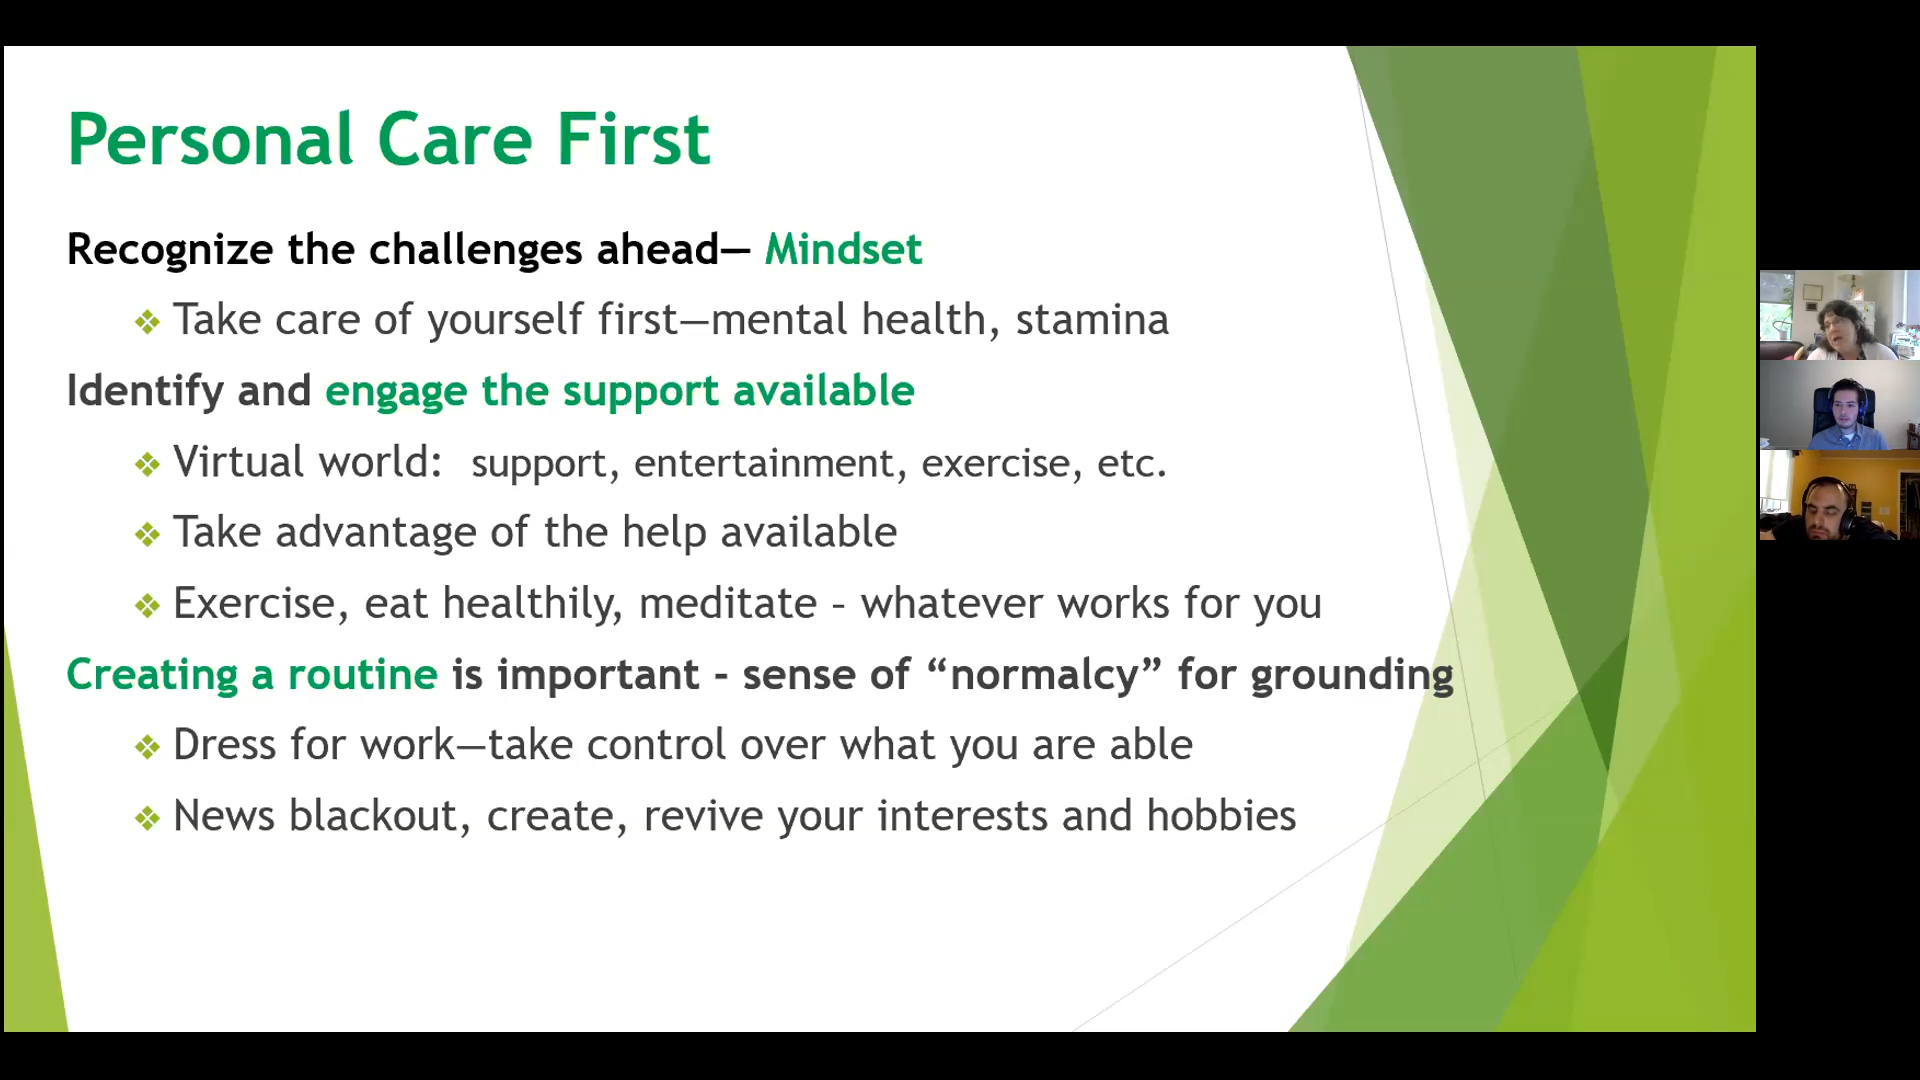 Personal Care First
Recognize the challenges ahead— Mindset
❖ Take care of yourself first—mental health, stamina
Identify and engage the support available
❖ Virtual world: support, entertainment, exercise, etc.
❖ Take advantage of the help available
❖ Exercise, eat healthily, meditate – whatever works for you
Creating a routine is important - sense of “normalcy” for grounding
❖ Dress for work—take control over what you are able
❖ News blackout, create, revive your interests and hobbies